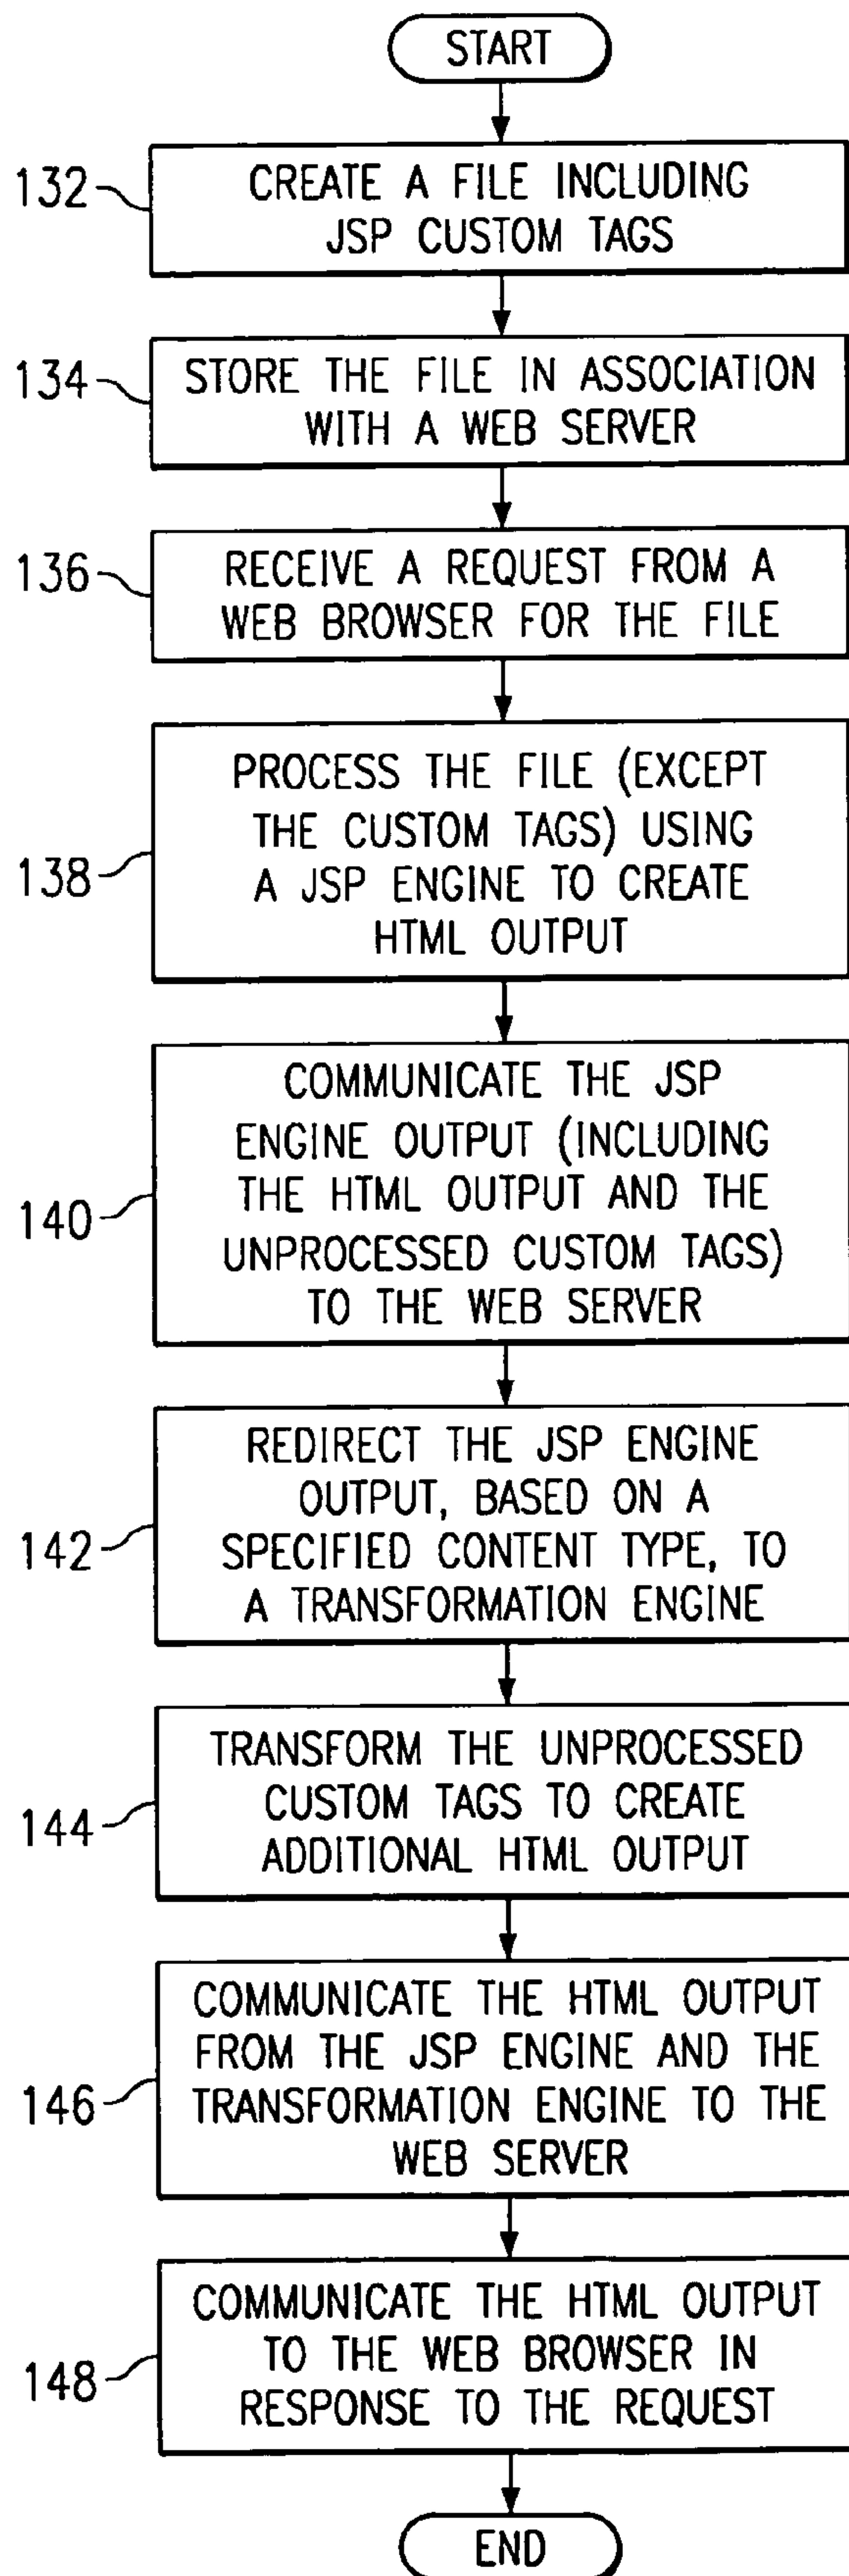 START
132
CREATE A FILE INCLUDING
JSP CUSTOM TAGS
134
STORE THE FILE IN ASSOCIATION
WITH A WEB SERVER
136
RECEIVE A REQUEST FROM A
WEB BROWSER FOR THE FILE
138
PROCESS THE FILE (EXCEPT
THE CUSTOM TAGS) USING
A JSP ENGINE TO CREATE
HTML OUTPUT
140
COMMUNICATE THE JSP
ENGINE OUTPUT (INCLUDING
THE HTML OUTPUT AND THE
UNPROCESSED CUSTOM TAGS)
TO THE WEB SERVER
142
REDIRECT THE JSP ENGINE
OUTPUT, BASED ON A
SPECIFIED CONTENT TYPE, TO
A TRANSFORMATION ENGINE
144
TRANSFORM THE UNPROCESSED
CUSTOM TAGS TO CREATE
ADDITIONAL HTML OUTPUT
146
COMMUNICATE THE HTML OUTPUT
FROM THE JSP ENGINE AND THE
TRANSFORMATION ENGINE TO THE
WEB SERVER
148
COMMUNICATE THE HTML OUTPUT
TO THE WEB BROWSER IN
RESPONSE TO THE REQUEST
END